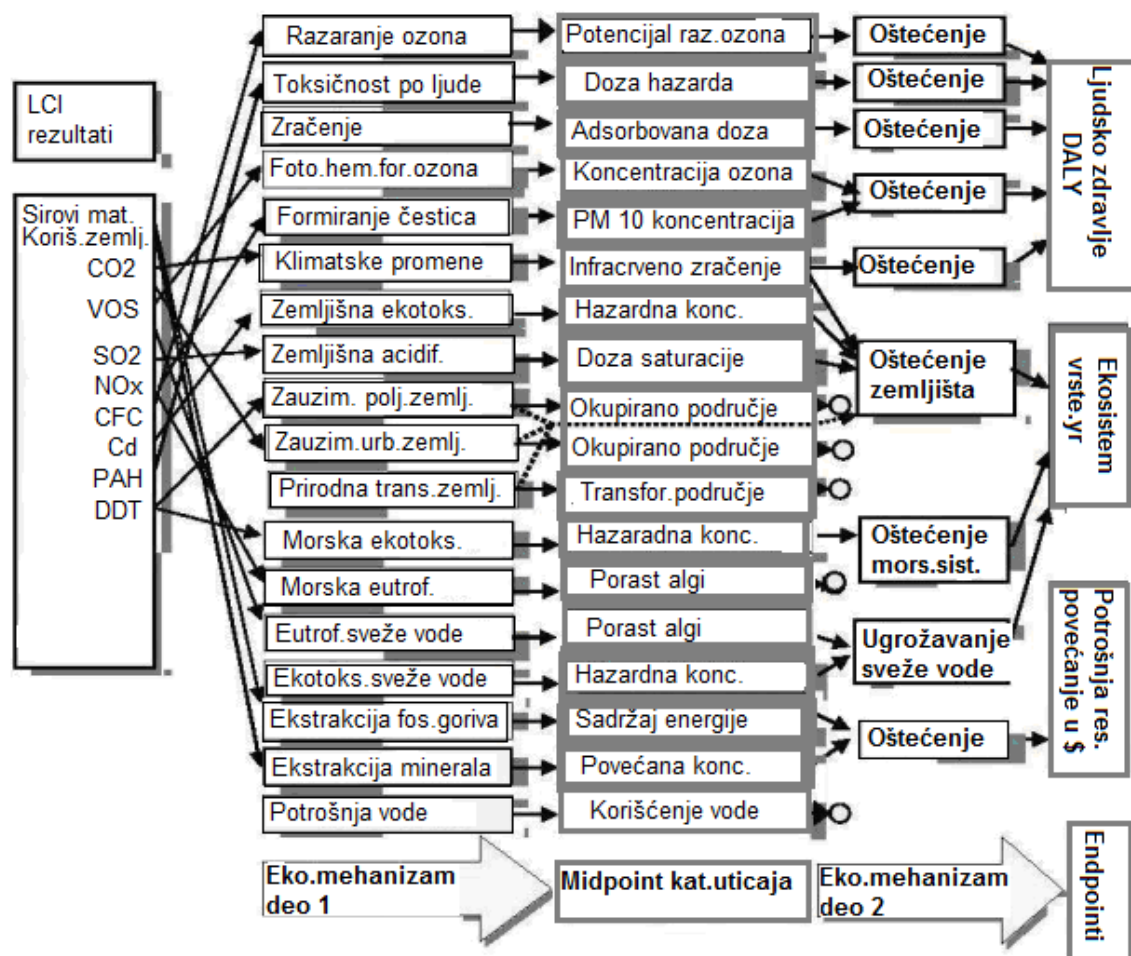 LCI
rezultati
Sirovi mat.
Koriš.zemlj.
CO2
VOS
SO2
NOx
CFC
Cd
PAH
DDT
Razaranje ozona
Toksičnost po ljude
Zračenje
Foto.hem.for.ozona
Formiranje čestica
Klimatske promene
Zemljišna ekotoks.
Zemljišna acidif.
Zauzim. polj.zemlj.
Zauzim.urb.zemlj.
Prirodna trans.zemlj.
Morska ekotoks.
Morska eutrof.
Eutrof.sveže vode
Ekotoks.sveže vode
Ekstrakcija fos.goriva
Ekstrakcija minerala
Potrošnja vode
Potencijal raz.ozona
Doza hazarda
Adsorbovana doza
Koncentracija ozona
PM 10 koncentracija
Infracrveno zračenje
Hazardna konc.
Doza saturacije
Okupirano područje
Okupirano područje
Transfor.područje
Hazaradna konc.
Porast algi
Porast algi
Hazardna konc.
Sadržaj energije
Povećana konc.
Korišćenje vode
Oštećenje
Oštećenje
Oštećenje
Oštećenje
Oštećenje
Oštećenje
zemljišta
Oštećenje
mors.sist.
Ugrožavanje
sveže vode
Oštećenje
Ljudsko zdravlje
DALY
Ekosistem
vrste.yr
Potrošnja res.
povećanje u $
Eko.mehanizam
deo 1
Midpoint kat.uticaja
Eko.mehanizam
deo 2
Endpointi